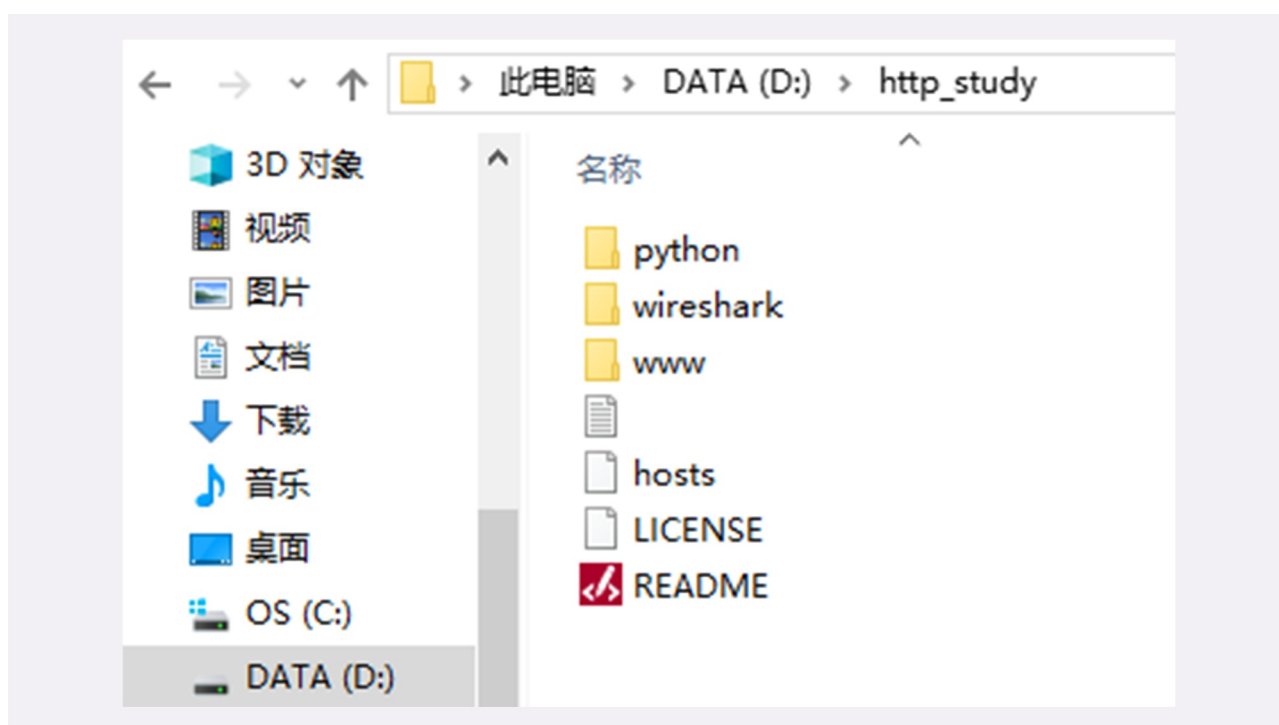 此电脑 > DATA (D:) > http_study
3D 对象
视频
图片
文档
下载
音乐
桌面
OS (C:)
DATA (D:)
名称
python
wireshark
www
hosts
LICENSE
README